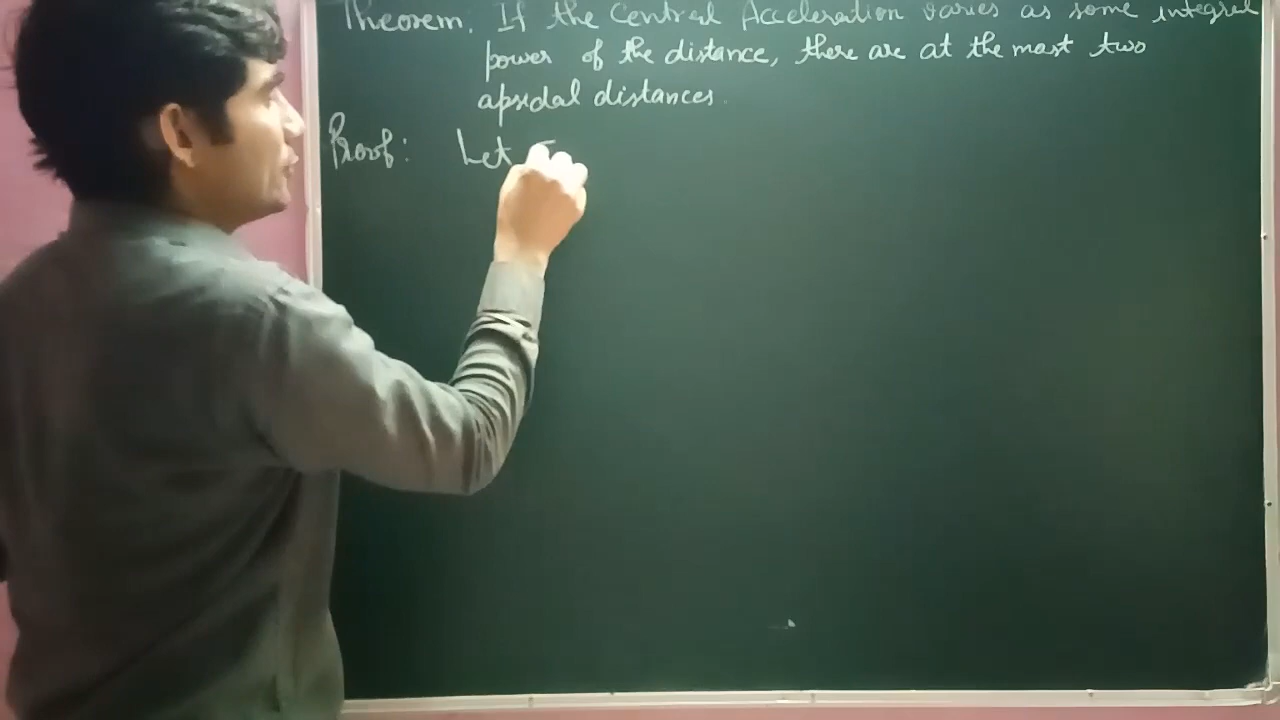 Theorem. If the Central Acceleration varies as some integral
power of the distance, there are at the most two
apsidal distances.
Proof: Let